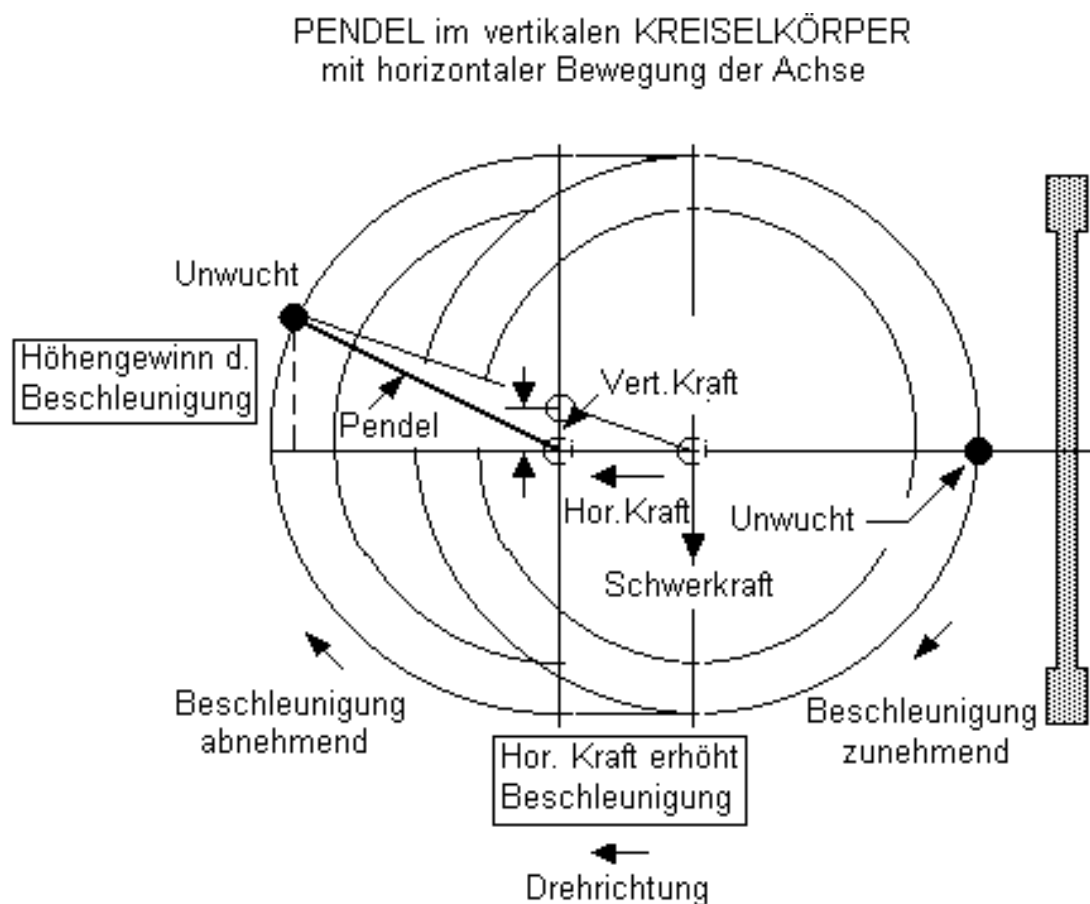 PENDEL im vertikalen KREISELKÖRPER
mit horizontaler Bewegung der Achse
Unwucht
Höhengewinn d.
Beschleunigung
Pendel
Vert.Kraft
Hor.Kraft
Unwucht
Schwerkraft
Beschleunigung
abnehmend
Beschleunigung
zunehmend
Hor. Kraft erhöht
Beschleunigung
Drehrichtung